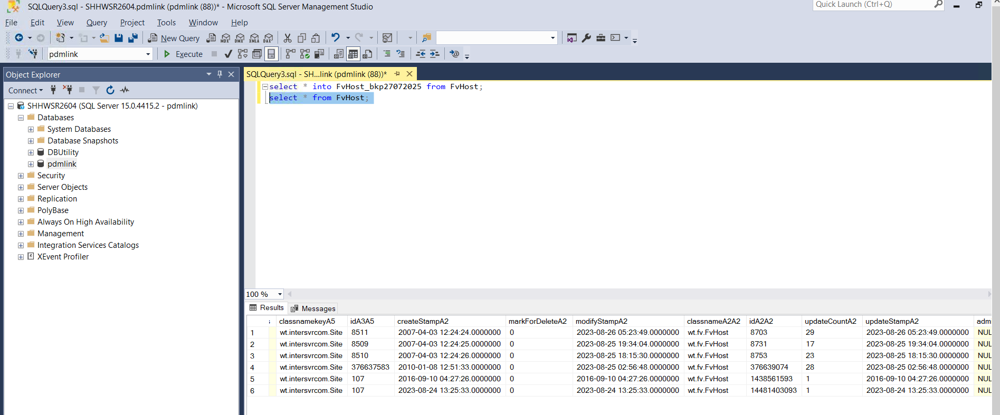 SQLQuery3.sql - SHHWSR2604.pdmlink (pdmlink (88))* - Microsoft SQL Server Management Studio
Quick Launch (Ctrl+Q)
File Edit View Query Project Tools Window Help
New Query MDX DMX XMLA DAX
pdmlink Execute
Object Explorer
Connect
SHHWSR2604 (SQL Server 15.0.4415.2 - pdmlink)
Databases
System Databases
Database Snapshots
DBUtility
pdmlink
Security
Server Objects
Replication
PolyBase
Always On High Availability
Management
Integration Services Catalogs
XEvent Profiler
SQLQuery3.sql - SH...link (pdmlink (88))*
select * into FvHost_bkp27072025 from FvHost;
select * from FvHost;
100 %
Results Messages
s classnamekeyA5 idA3A5 createStampA2 markForDeleteA2 modifyStampA2 classnameA2A2 idA2A2 updateCountA2 updateStampA2 admi
1 wt.intersvrcom.Site 8511 2007-04-03 12:24:24.0000000 0 2023-08-26 05:23:49.0000000 wt.fv.FvHost 8703 29 2023-08-26 05:23:49.0000000 NUL
2 wt.intersvrcom.Site 8509 2007-04-03 12:24:25.0000000 0 2023-08-25 19:34:04.0000000 wt.fv.FvHost 8731 17 2023-08-25 19:34:04.0000000 NUL
3 wt.intersvrcom.Site 8510 2007-04-03 12:24:26.0000000 0 2023-08-25 18:15:30.0000000 wt.fv.FvHost 8753 23 2023-08-25 18:15:30.0000000 NUL
4 wt.intersvrcom.Site 376637583 2010-01-08 12:51:33.0000000 0 2023-08-25 02:56:48.0000000 wt.fv.FvHost 376639074 28 2023-08-25 02:56:48.0000000 NUL
5 wt.intersvrcom.Site 107 2016-09-10 04:27:26.0000000 0 2016-09-10 04:27:26.0000000 wt.fv.FvHost 1438561593 1 2016-09-10 04:27:26.0000000 NUL
6 wt.intersvrcom.Site 107 2023-08-24 13:25:33.0000000 0 2023-08-24 13:25:33.0000000 wt.fv.FvHost 14481403093 1 2023-08-24 13:25:33.0000000 NUL